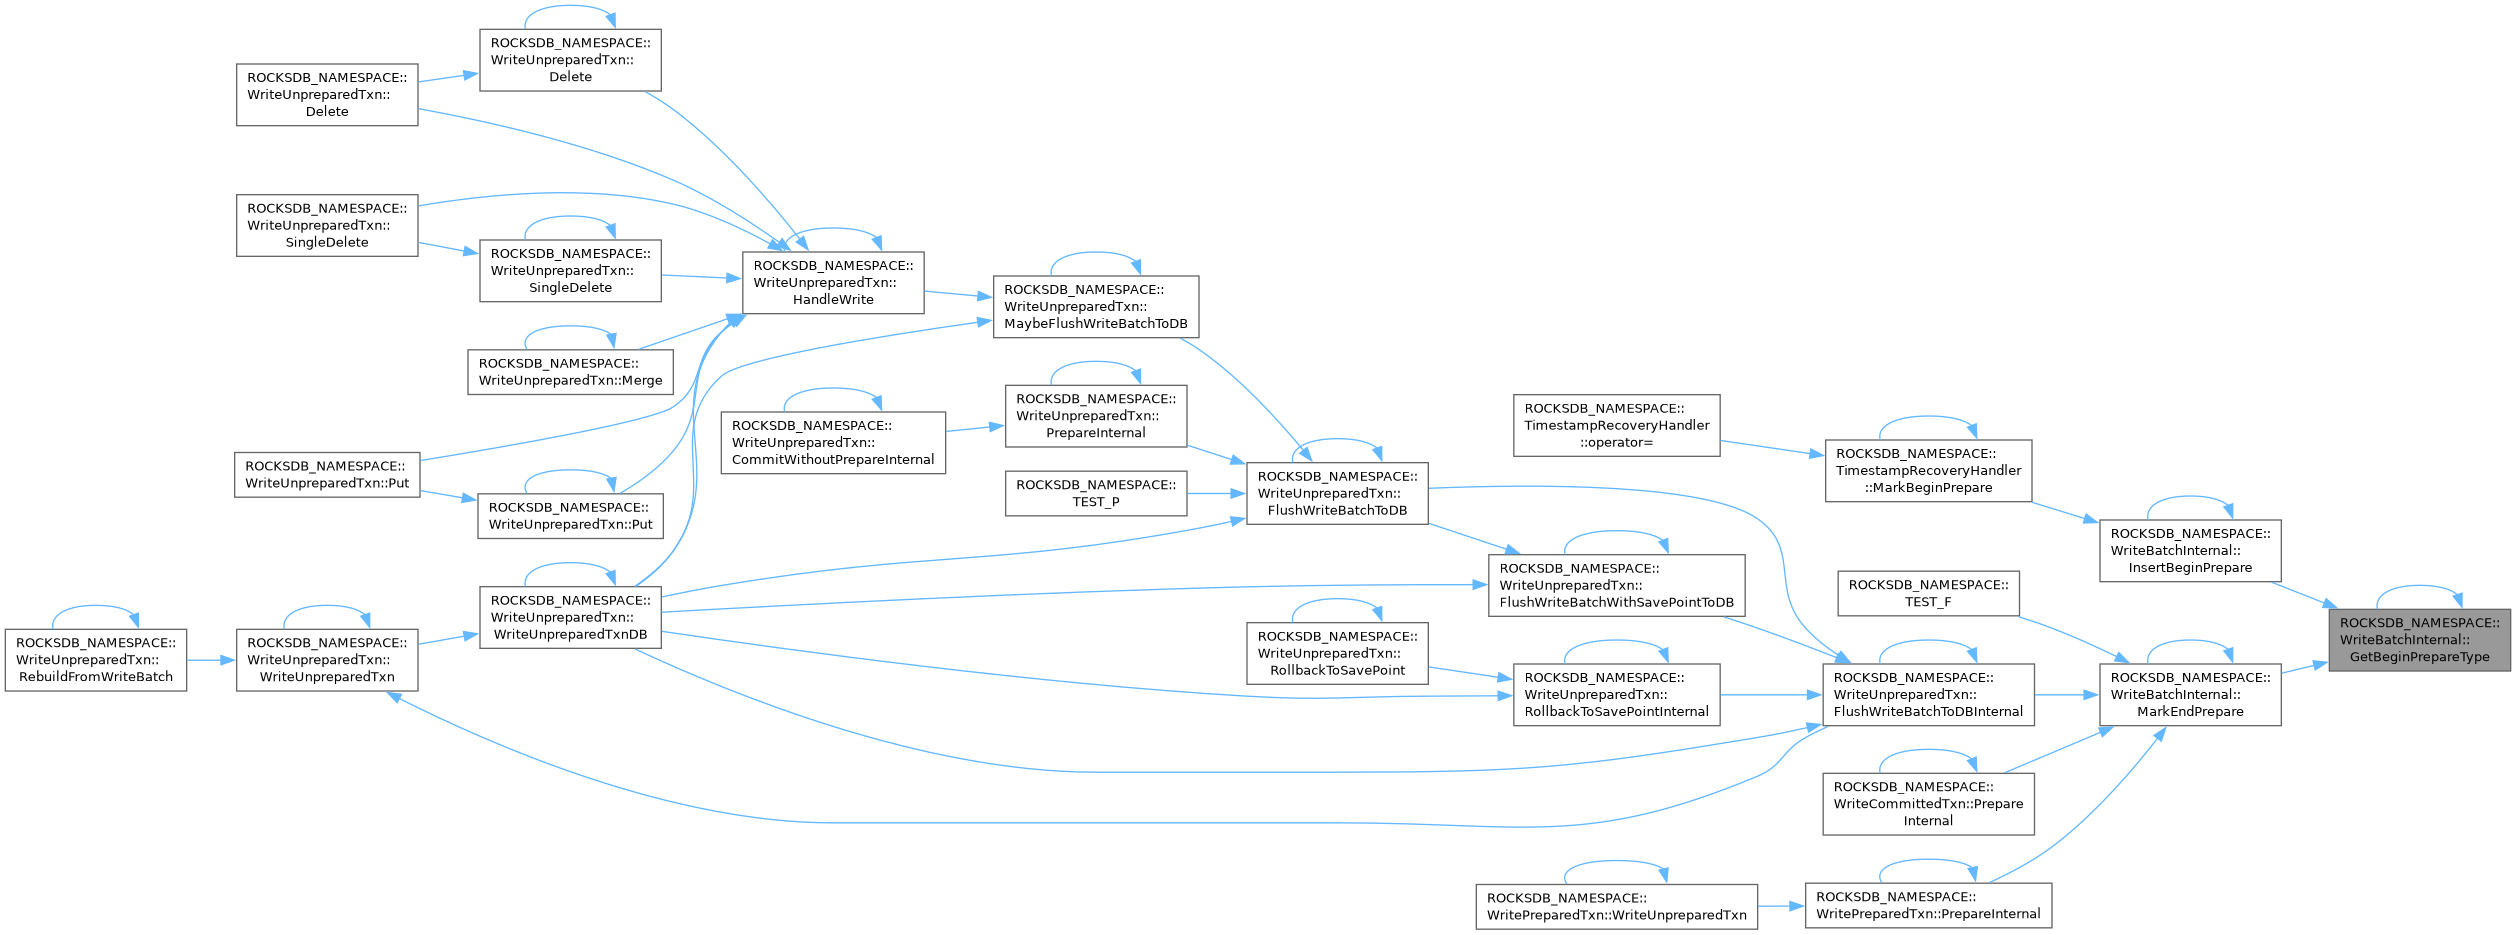 ROCKSDB_NAMESPACE::
WriteUnpreparedTxn::
Delete
ROCKSDB_NAMESPACE::
WriteUnpreparedTxn::
Delete
ROCKSDB_NAMESPACE::
WriteUnpreparedTxn::
SingleDelete
ROCKSDB_NAMESPACE::
WriteUnpreparedTxn::
SingleDelete
ROCKSDB_NAMESPACE::
WriteUnpreparedTxn::
HandleWrite
ROCKSDB_NAMESPACE::
WriteUnpreparedTxn::
MaybeFlushWriteBatchToDB
ROCKSDB_NAMESPACE::
WriteUnpreparedTxn::Merge
ROCKSDB_NAMESPACE::
WriteUnpreparedTxn::
PrepareInternal
ROCKSDB_NAMESPACE::
WriteUnpreparedTxn::
CommitWithoutPrepareInternal
ROCKSDB_NAMESPACE::
TimestampRecoveryHandler
::operator=
ROCKSDB_NAMESPACE::
TimestampRecoveryHandler
::MarkBeginPrepare
ROCKSDB_NAMESPACE::
WriteUnpreparedTxn::Put
ROCKSDB_NAMESPACE::
WriteUnpreparedTxn::
FlushWriteBatchToDB
ROCKSDB_NAMESPACE::
TEST_P
ROCKSDB_NAMESPACE::
WriteUnpreparedTxn::Put
ROCKSDB_NAMESPACE::
WriteBatchInternal::
InsertBeginPrepare
ROCKSDB_NAMESPACE::
WriteUnpreparedTxn::
FlushWriteBatchWithSavePointToDB
ROCKSDB_NAMESPACE::
TEST_F
ROCKSDB_NAMESPACE::
WriteUnpreparedTxn::
WriteUnpreparedTxnDB
ROCKSDB_NAMESPACE::
WriteBatchInternal::
GetBeginPrepareType
ROCKSDB_NAMESPACE::
WriteUnpreparedTxn::
RollbackToSavePoint
ROCKSDB_NAMESPACE::
WriteUnpreparedTxn::
RebuildFromWriteBatch
ROCKSDB_NAMESPACE::
WriteUnpreparedTxn::
WriteUnpreparedTxn
ROCKSDB_NAMESPACE::
WriteUnpreparedTxn::
RollbackToSavePointInternal
ROCKSDB_NAMESPACE::
WriteUnpreparedTxn::
FlushWriteBatchToDBInternal
ROCKSDB_NAMESPACE::
WriteBatchInternal::
MarkEndPrepare
ROCKSDB_NAMESPACE::
WriteCommittedTxn::Prepare
Internal
ROCKSDB_NAMESPACE::
WritePreparedTxn::WriteUnpreparedTxn
ROCKSDB_NAMESPACE::
WritePreparedTxn::PrepareInternal